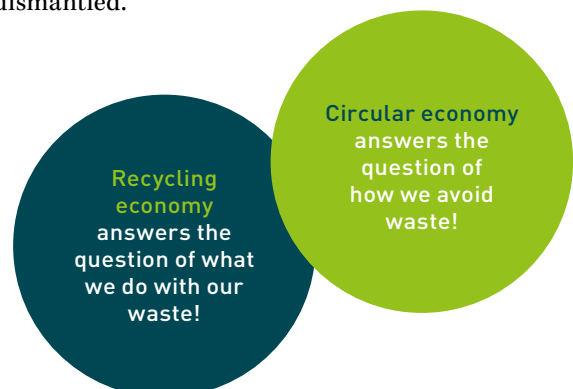 dismantled.
Circular economy
answers the
question of
how we avoid
waste!
Recycling
economy
answers the
question of what
we do with our
waste!